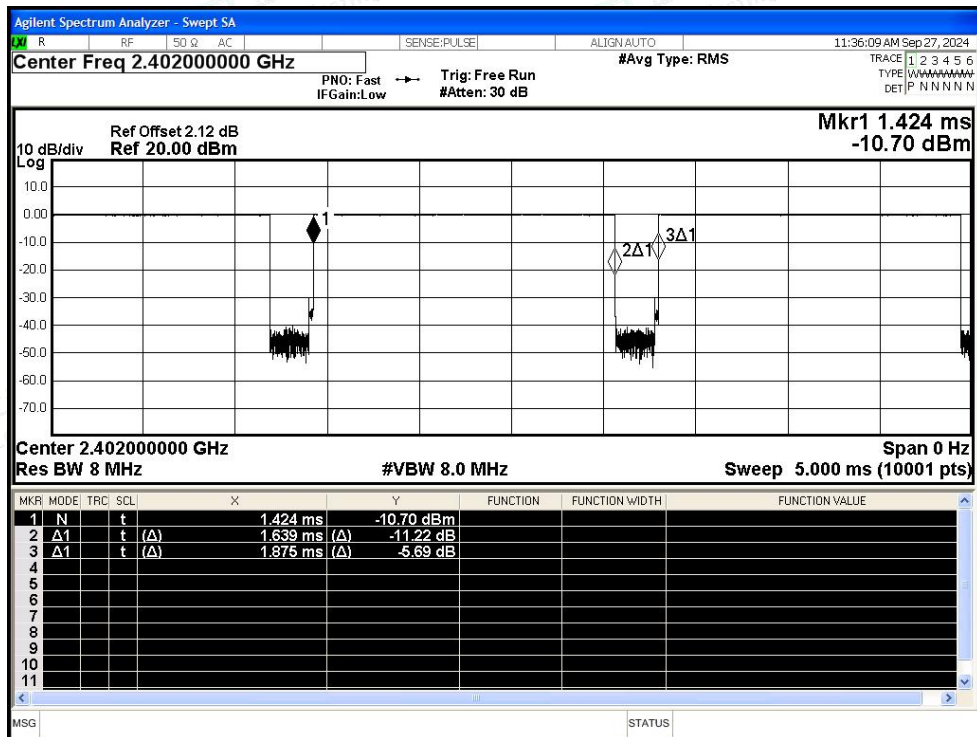 Agilent Spectrum Analyzer - Swept SA
LXI R RF 50 Ω AC SENSE:PULSE ALIGN AUTO 11:36:09 AM Sep 27, 2024
Center Freq 2.402000000 GHz
PNO: Fast
IFGain:Low
Trig: Free Run
#Atten: 30 dB
#Avg Type: RMS
TRACE 1 2 3 4 5 6
TYPE WWWWWW
DET P N N N N N
Mkr1 1.424 ms
-10.70 dBm
Ref Offset 2.12 dB
10 dB/div Ref 20.00 dBm
Log
10.0
0.00
-10.0
-20.0
-30.0
-40.0
-50.0
-60.0
-70.0
1
2Δ1
3Δ1
Center 2.402000000 GHz Span 0 Hz
Res BW 8 MHz #VBW 8.0 MHz Sweep 5.000 ms (10001 pts)
MKR MODE TRC SCL X Y FUNCTION FUNCTION WIDTH FUNCTION VALUE
1 N t 1.424 ms -10.70 dBm
2 Δ1 t (Δ) 1.639 ms (Δ) -11.22 dB
3 Δ1 t (Δ) 1.875 ms (Δ) -5.69 dB
4
5
6
7
8
9
10
11
MSG STATUS